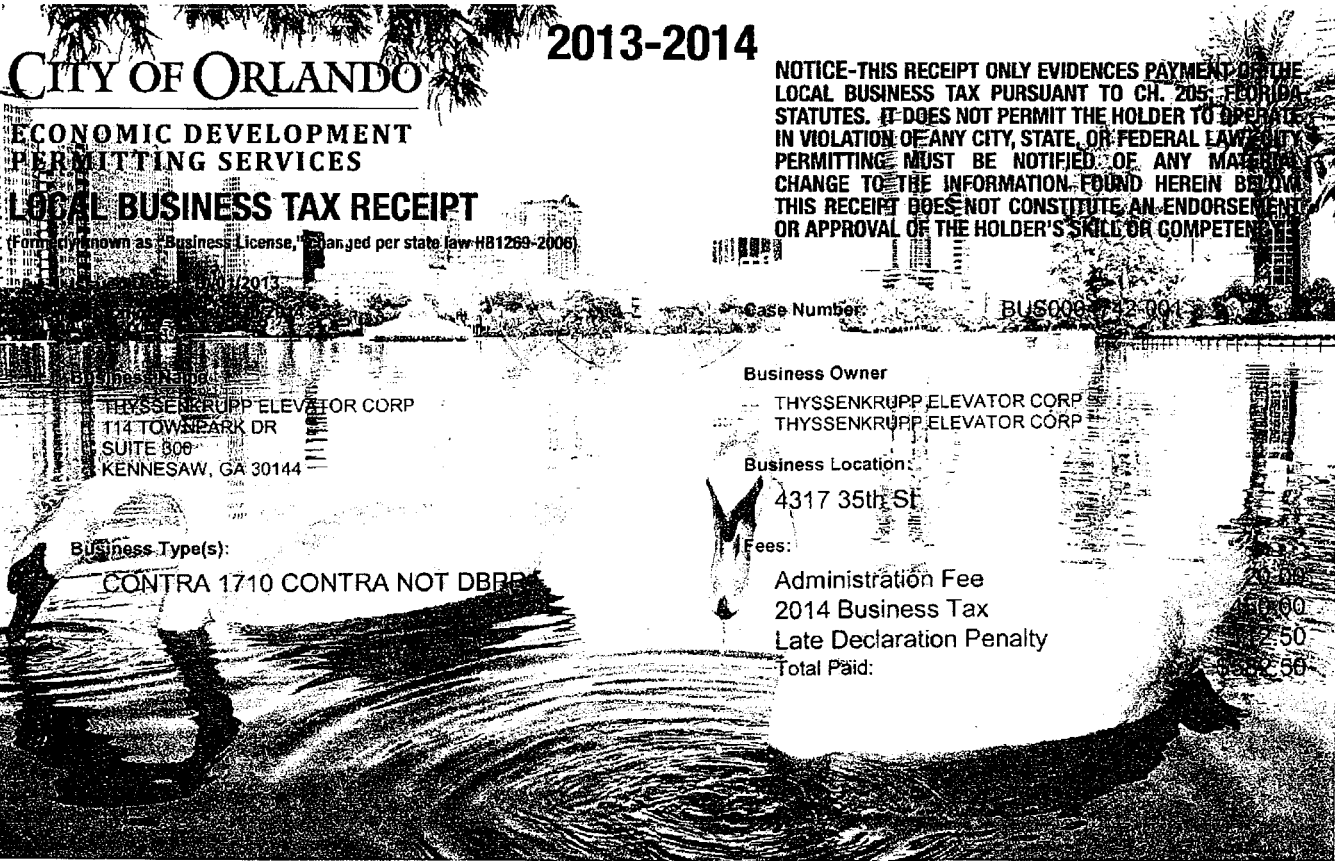 2013-2014
CITY OF ORLANDO
ECONOMIC DEVELOPMENT
PERMITTING SERVICES
LOCAL BUSINESS TAX RECEIPT
(Formerly known as "Business License," changed per state law HB1269-2006)
NOTICE-THIS RECEIPT ONLY EVIDENCES PAYMENT OF THE
LOCAL BUSINESS TAX PURSUANT TO CH. 205, FLORIDA
STATUTES. IT DOES NOT PERMIT THE HOLDER TO OPERATE
IN VIOLATION OF ANY CITY, STATE, OR FEDERAL LAW. CITY
PERMITTING MUST BE NOTIFIED OF ANY MATERIAL
CHANGE TO THE INFORMATION FOUND HEREIN BELOW.
THIS RECEIPT DOES NOT CONSTITUTE AN ENDORSEMENT
OR APPROVAL OF THE HOLDER'S SKILL OR COMPETENCY.
/01/2013
Case Number:
Business Name
THYSSENKRUPP ELEVATOR CORP
114 TOWNPARK DR
SUITE 300
KENNESAW, GA 30144
Business Type(s):
CONTRA 1710 CONTRA NOT
Business Owner
THYSSENKRUPP ELEVATOR CORP
THYSSENKRUPP ELEVATOR CORP
Business Location:
4317 35th St
Fees:
Administration Fee
2014 Business Tax
Late Declaration Penalty
Total Paid: